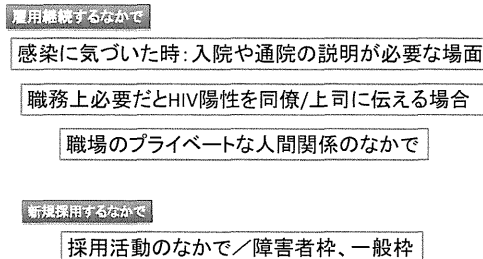 雇用継続するなかで
感染に気づいた時：入院や通院の説明が必要な場面
職務上必要だとHIV陽性を同僚/上司に伝える場合
職場のプライベートな人間関係のなかで
新規採用するなかで
採用活動のなかで／障害者枠、一般枠